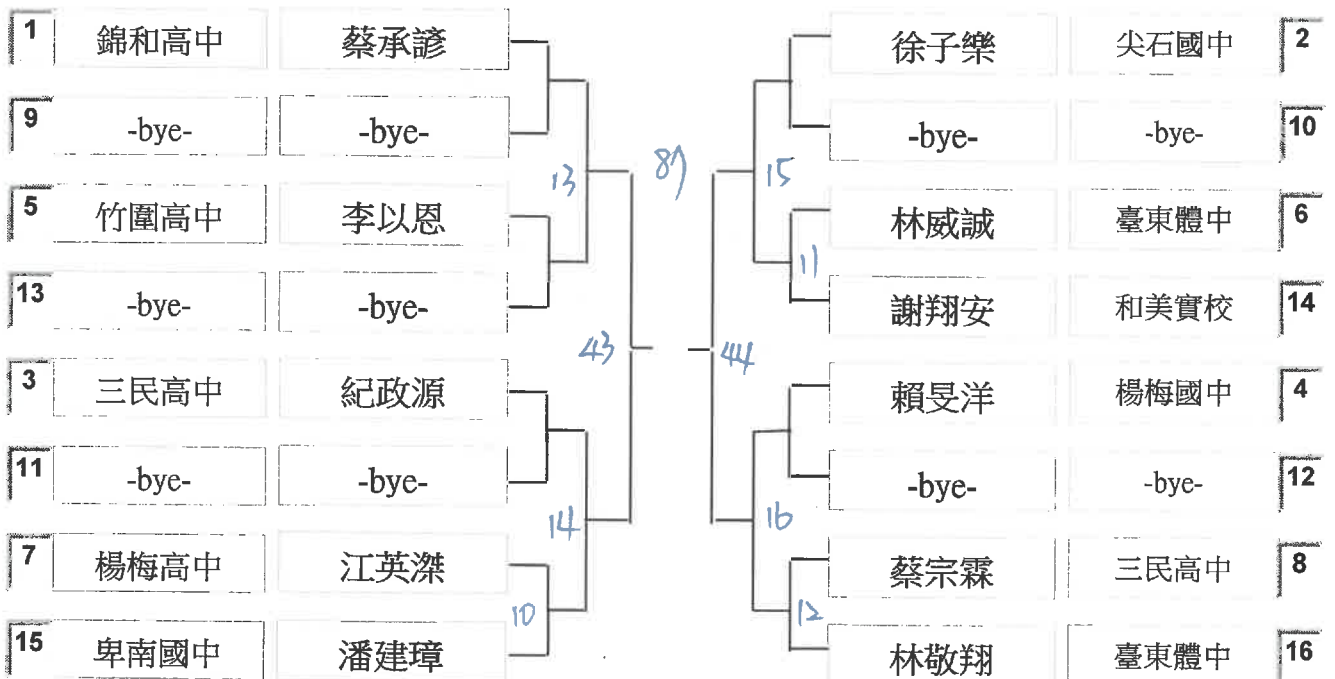 1 錦和高中 蔡承諺 徐子樂 尖石國中 2
9 -bye- -bye- -bye- -bye- 10
13 87 15
5 竹圍高中 李以恩 林威誠 臺東體中 6
11
13 -bye- -bye- 謝翔安 和美實校 14
43 44
3 三民高中 紀政源 賴旻洋 楊梅國中 4
11 -bye- -bye- -bye- -bye- 12
14 16
7 楊梅高中 江英滐 蔡宗霖 三民高中 8
10 12
15 卑南國中 潘建璋 林敬翔 臺東體中 16